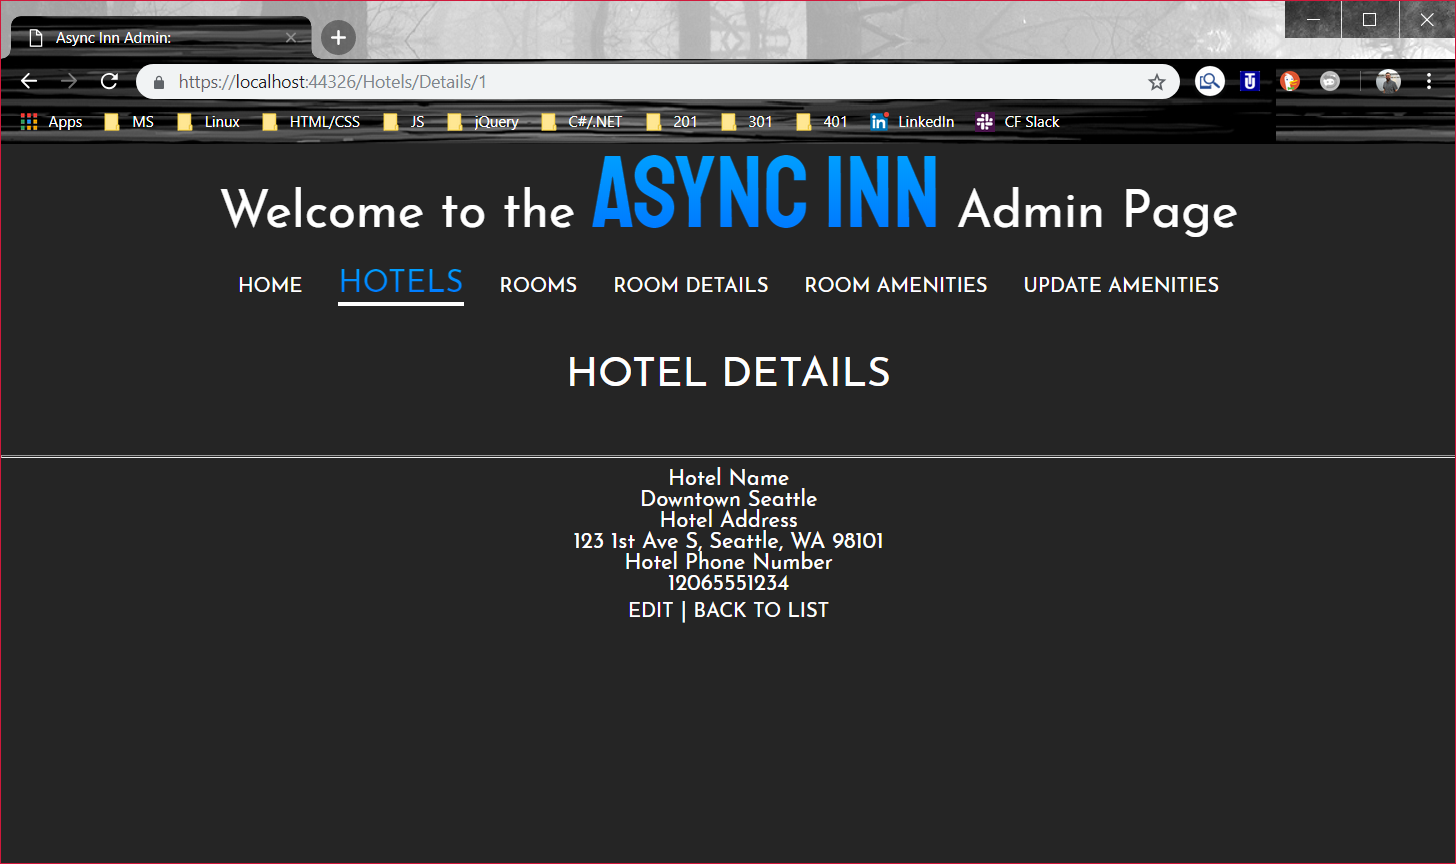 Async Inn Admin:
https://localhost:44326/Hotels/Details/1
Apps MS Linux HTML/CSS JS jQuery C#/.NET 201 301 401 LinkedIn CF Slack
Welcome to the ASYNC INN Admin Page
HOME HOTELS ROOMS ROOM DETAILS ROOM AMENITIES UPDATE AMENITIES
HOTEL DETAILS
Hotel Name
Downtown Seattle
Hotel Address
123 1st Ave S, Seattle, WA 98101
Hotel Phone Number
12065551234
EDIT | BACK TO LIST